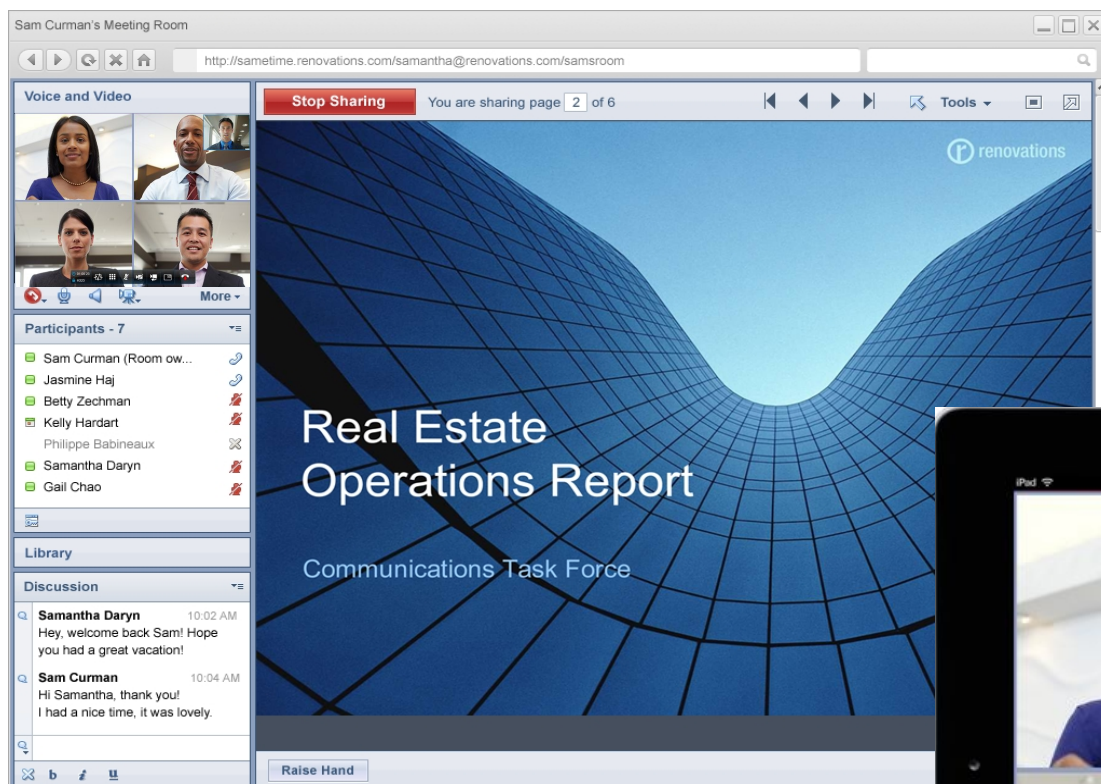 Sam Curman's Meeting Room
http://sametime.renovations.com/samantha@renovations.com/samsroom
Voice and Video
More
Participants - 7
Sam Curman (Room ow...
Jasmine Haj
Betty Zechman
Kelly Hardart
Philippe Babineaux
Samantha Daryn
Gail Chao
Library
Discussion
Samantha Daryn 10:02 AM
Hey, welcome back Sam! Hope
you had a great vacation!
Sam Curman 10:04 AM
Hi Samantha, thank you!
I had a nice time, it was lovely.
b i u
Stop Sharing You are sharing page 2 of 6 Tools
r renovations
Real Estate
Operations Report
Communications Task Force
Raise Hand
iPad